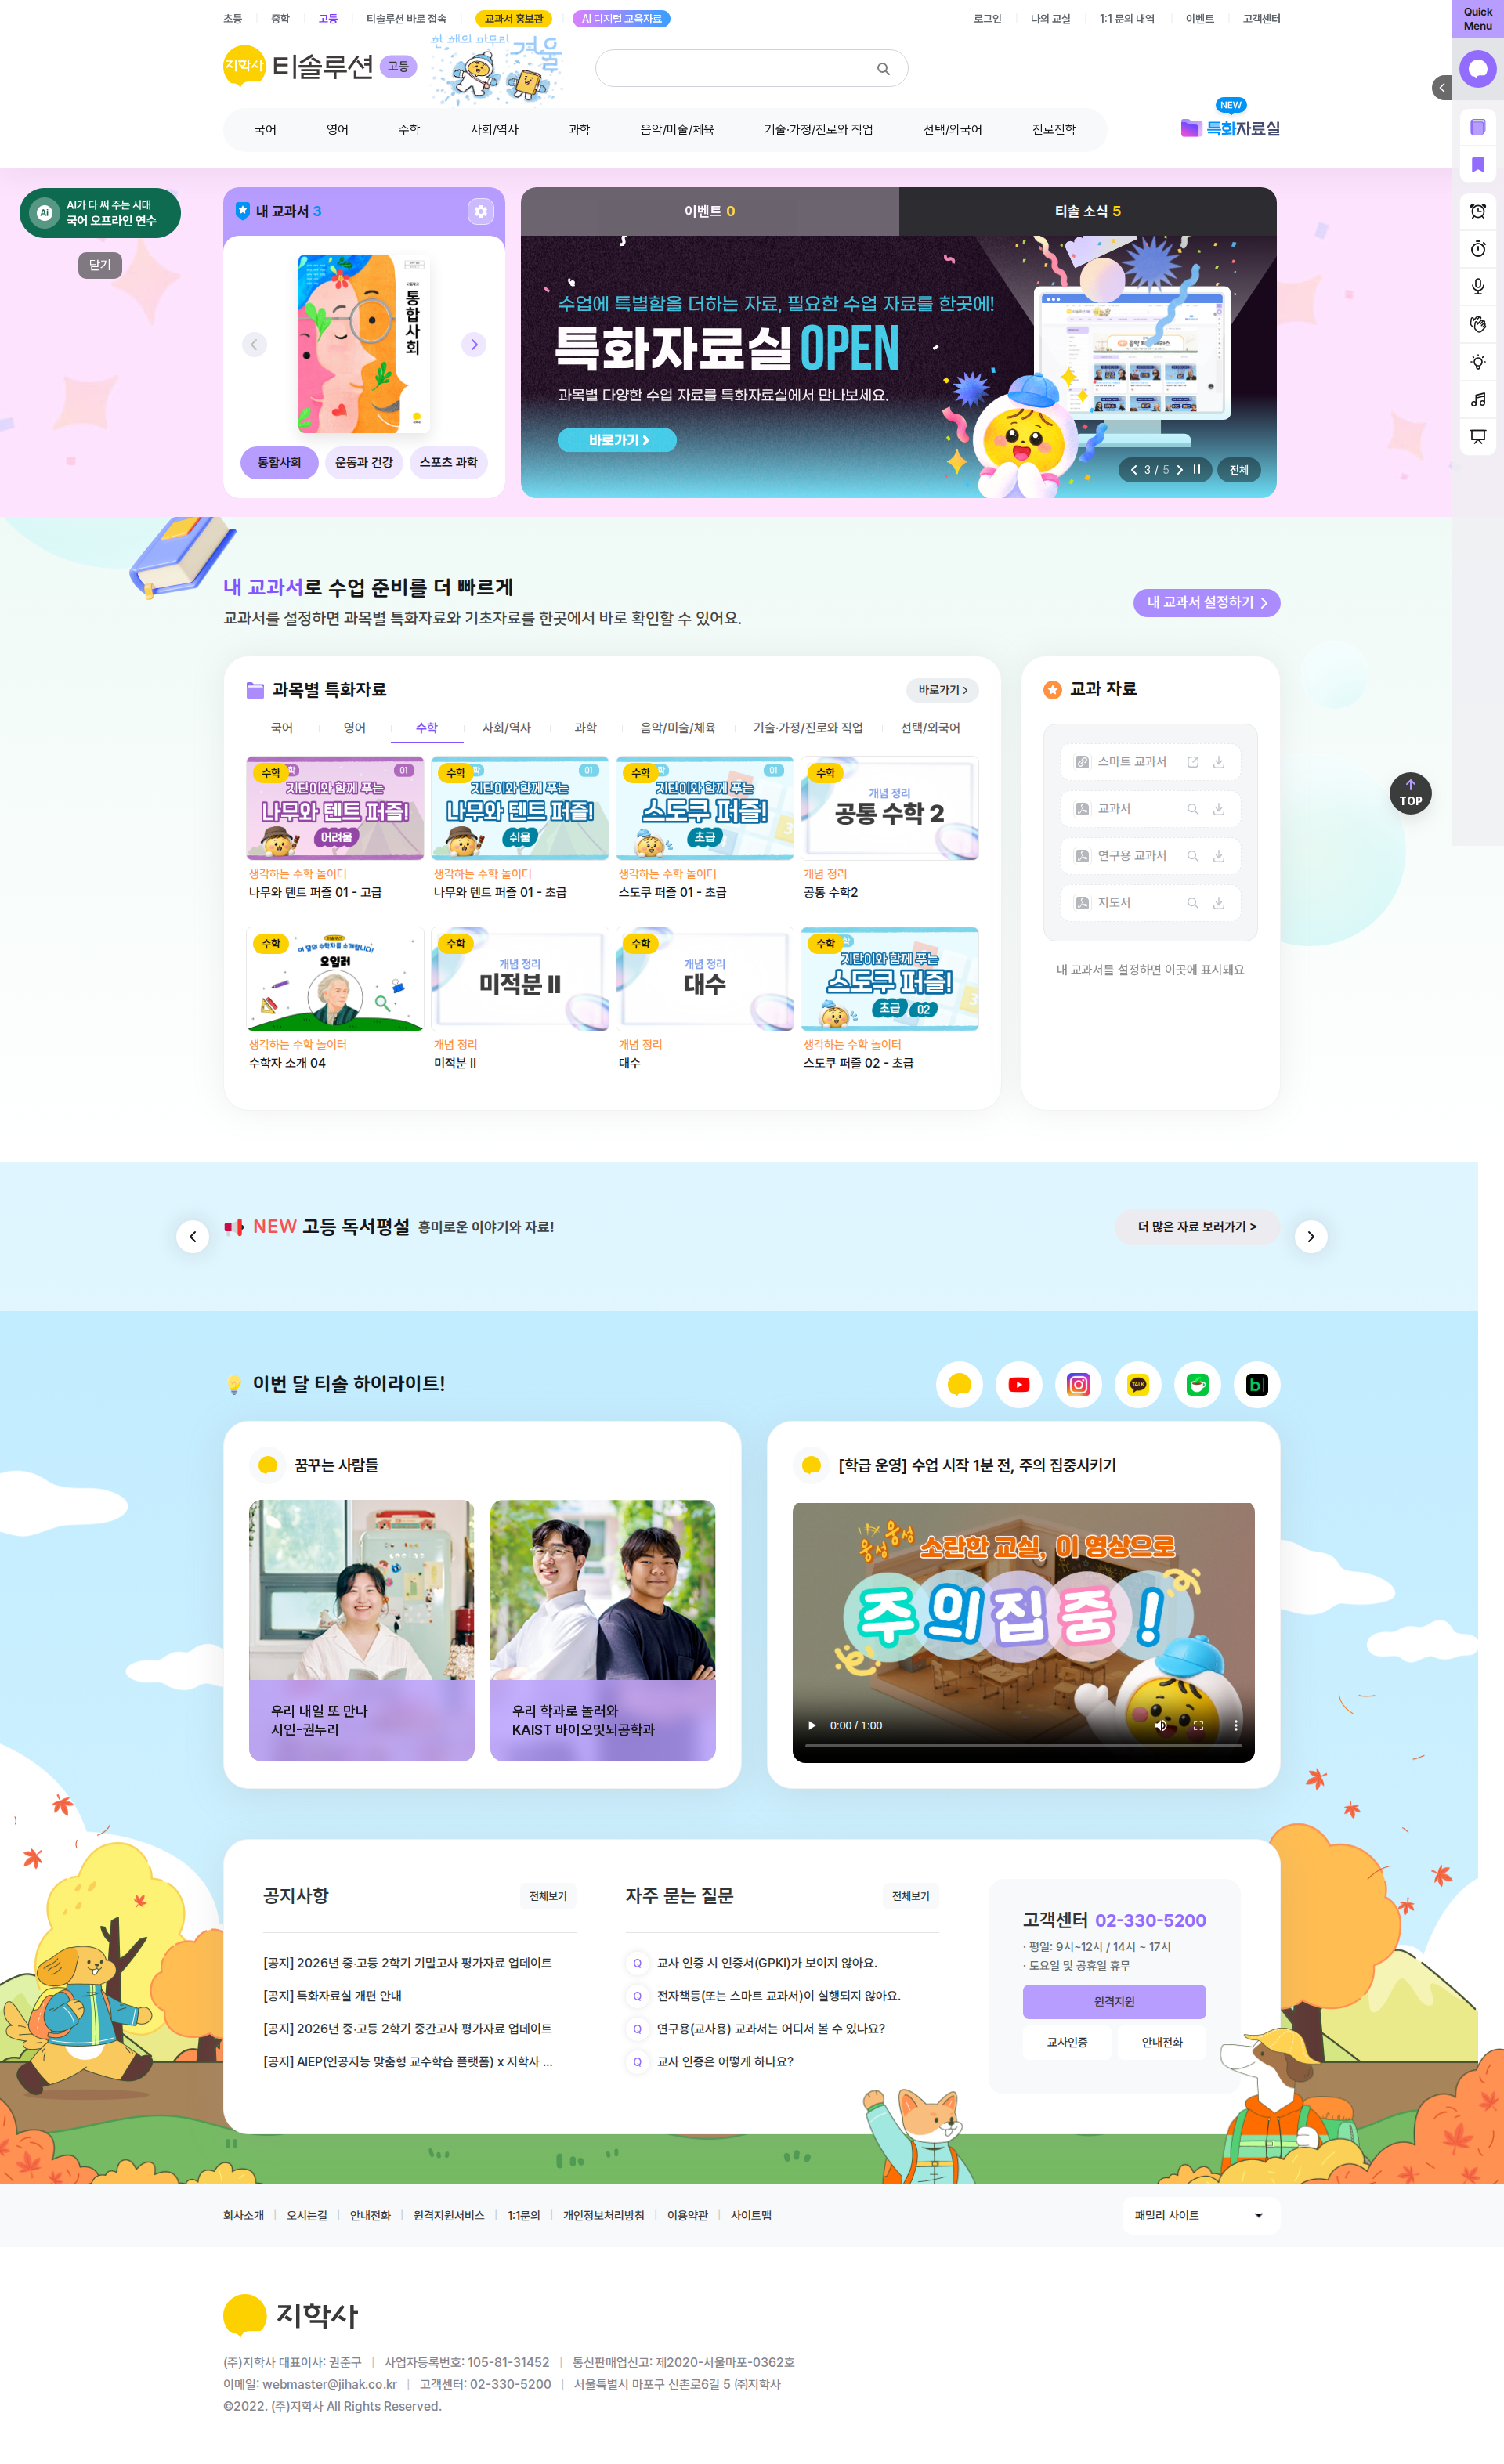 초등 중학 고등 티솔루션 바로 접속 교과서 홍보관 AI 디지털 교육자료
로그인 나의 교실 1:1 문의 내역 이벤트 고객센터
Quick
Menu
지학사 티솔루션 고등
한 해의 마무리 겨울
국어 영어 수학 사회/역사 과학 음악/미술/체육 기술·가정/진로와 직업 선택/외국어 진로진학
NEW
특화자료실
AI
AI가 다 써 주는 시대
국어 오프라인 연수
닫기
내 교과서 3
통합사회
통합사회 운동과 건강 스포츠 과학
이벤트 0
티솔 소식 5
수업에 특별함을 더하는 자료, 필요한 수업 자료를 한곳에!
특화자료실 OPEN
과목별 다양한 수업 자료를 특화자료실에서 만나보세요.
바로가기 >
3 / 5
전체
내 교과서로 수업 준비를 더 빠르게
교과서를 설정하면 과목별 특화자료와 기초자료를 한곳에서 바로 확인할 수 있어요.
내 교과서 설정하기 >
과목별 특화자료
바로가기 >
국어 영어 수학 사회/역사 과학 음악/미술/체육 기술·가정/진로와 직업 선택/외국어
수학 01
지단이와 함께 푸는
나무와 텐트 퍼즐!
어려움
생각하는 수학 놀이터
나무와 텐트 퍼즐 01 - 고급
수학 01
지단이와 함께 푸는
나무와 텐트 퍼즐!
쉬움
생각하는 수학 놀이터
나무와 텐트 퍼즐 01 - 초급
수학 01
지단이와 함께 푸는
스도쿠 퍼즐!
초급
생각하는 수학 놀이터
스도쿠 퍼즐 01 - 초급
수학
개념 정리
공통 수학 2
개념 정리
공통 수학2
수학
이 달의 수학자를 소개합니다!
오일러
생각하는 수학 놀이터
수학자 소개 04
수학
개념 정리
미적분 II
개념 정리
미적분 II
수학
개념 정리
대수
개념 정리
대수
수학
지단이와 함께 푸는
스도쿠 퍼즐!
초급 02
생각하는 수학 놀이터
스도쿠 퍼즐 02 - 초급
교과 자료
스마트 교과서
교과서
연구용 교과서
지도서
내 교과서를 설정하면 이곳에 표시돼요
TOP
NEW 고등 독서평설 흥미로운 이야기와 자료!
더 많은 자료 보러가기 >
이번 달 티솔 하이라이트!
TALK
b
꿈꾸는 사람들
우리 내일 또 만나
시인-권누리
우리 학과로 놀러와
KAIST 바이오및뇌공학과
[학급 운영] 수업 시작 1분 전, 주의 집중시키기
웅성웅성
소란한 교실, 이 영상으로
주의집중!
0:00 / 1:00
공지사항
전체보기
[공지] 2026년 중·고등 2학기 기말고사 평가자료 업데이트
[공지] 특화자료실 개편 안내
[공지] 2026년 중·고등 2학기 중간고사 평가자료 업데이트
[공지] AIEP(인공지능 맞춤형 교수학습 플랫폼) x 지학사 ...
자주 묻는 질문
전체보기
Q 교사 인증 시 인증서(GPKI)가 보이지 않아요.
Q 전자책등(또는 스마트 교과서)이 실행되지 않아요.
Q 연구용(교사용) 교과서는 어디서 볼 수 있나요?
Q 교사 인증은 어떻게 하나요?
고객센터 02-330-5200
· 평일: 9시~12시 / 14시 ~ 17시
· 토요일 및 공휴일 휴무
원격지원
교사인증 안내전화
회사소개 오시는길 안내전화 원격지원서비스 1:1문의 개인정보처리방침 이용약관 사이트맵
패밀리 사이트
지학사
(주)지학사 대표이사: 권준구 | 사업자등록번호: 105-81-31452 | 통신판매업신고: 제2020-서울마포-0362호
이메일: webmaster@jihak.co.kr | 고객센터: 02-330-5200 | 서울특별시 마포구 신촌로6길 5 ㈜지학사
©2022. (주)지학사 All Rights Reserved.